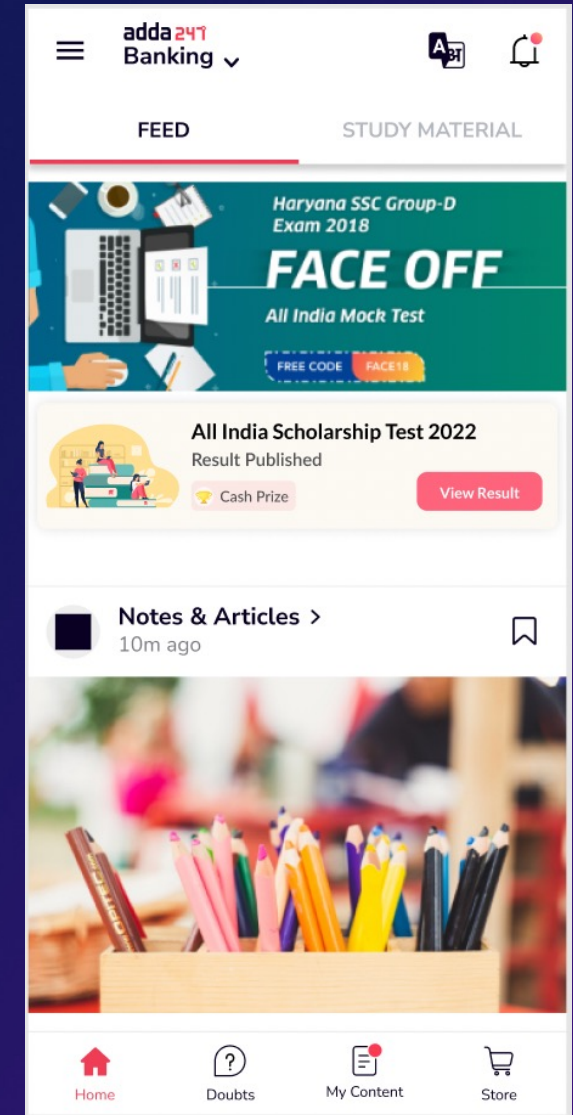 adda247
Banking
A अ
FEED
STUDY MATERIAL
Haryana SSC Group-D
Exam 2018
FACE OFF
All India Mock Test
FREE CODE FACE18
All India Scholarship Test 2022
Result Published
Cash Prize
View Result
Notes & Articles >
10m ago
?
Home
Doubts
My Content
Store